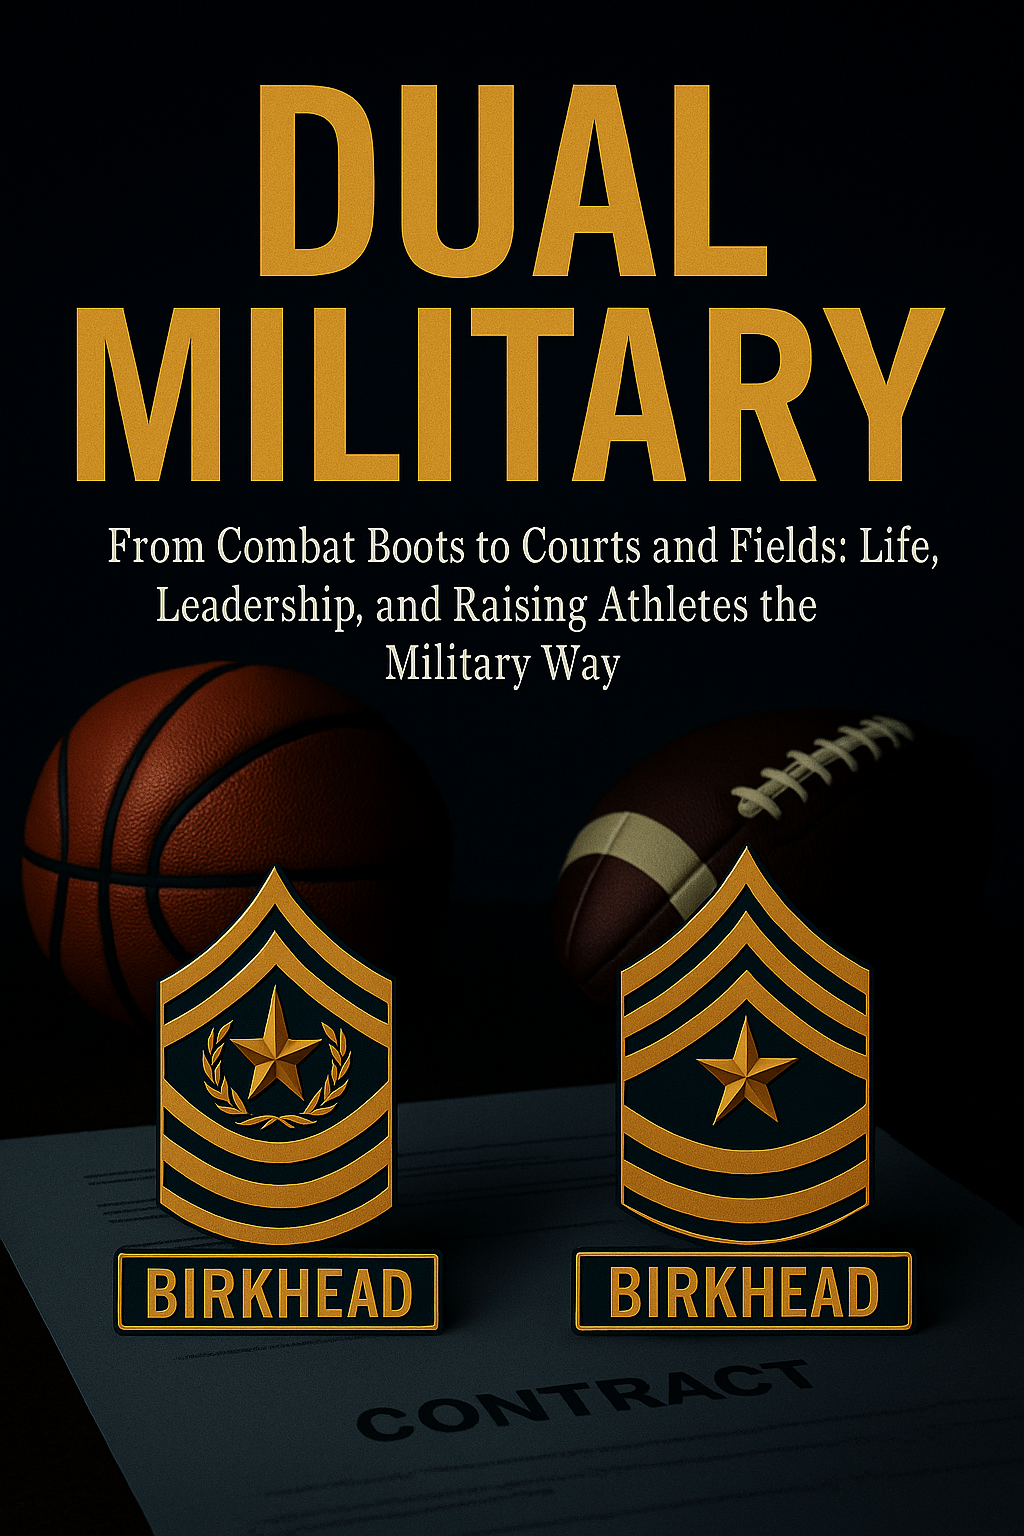 DUAL
MILITARY
From Combat Boots to Courts and Fields: Life,
Leadership, and Raising Athletes the
Military Way
BIRKHEAD
BIRKHEAD
CONTRACT